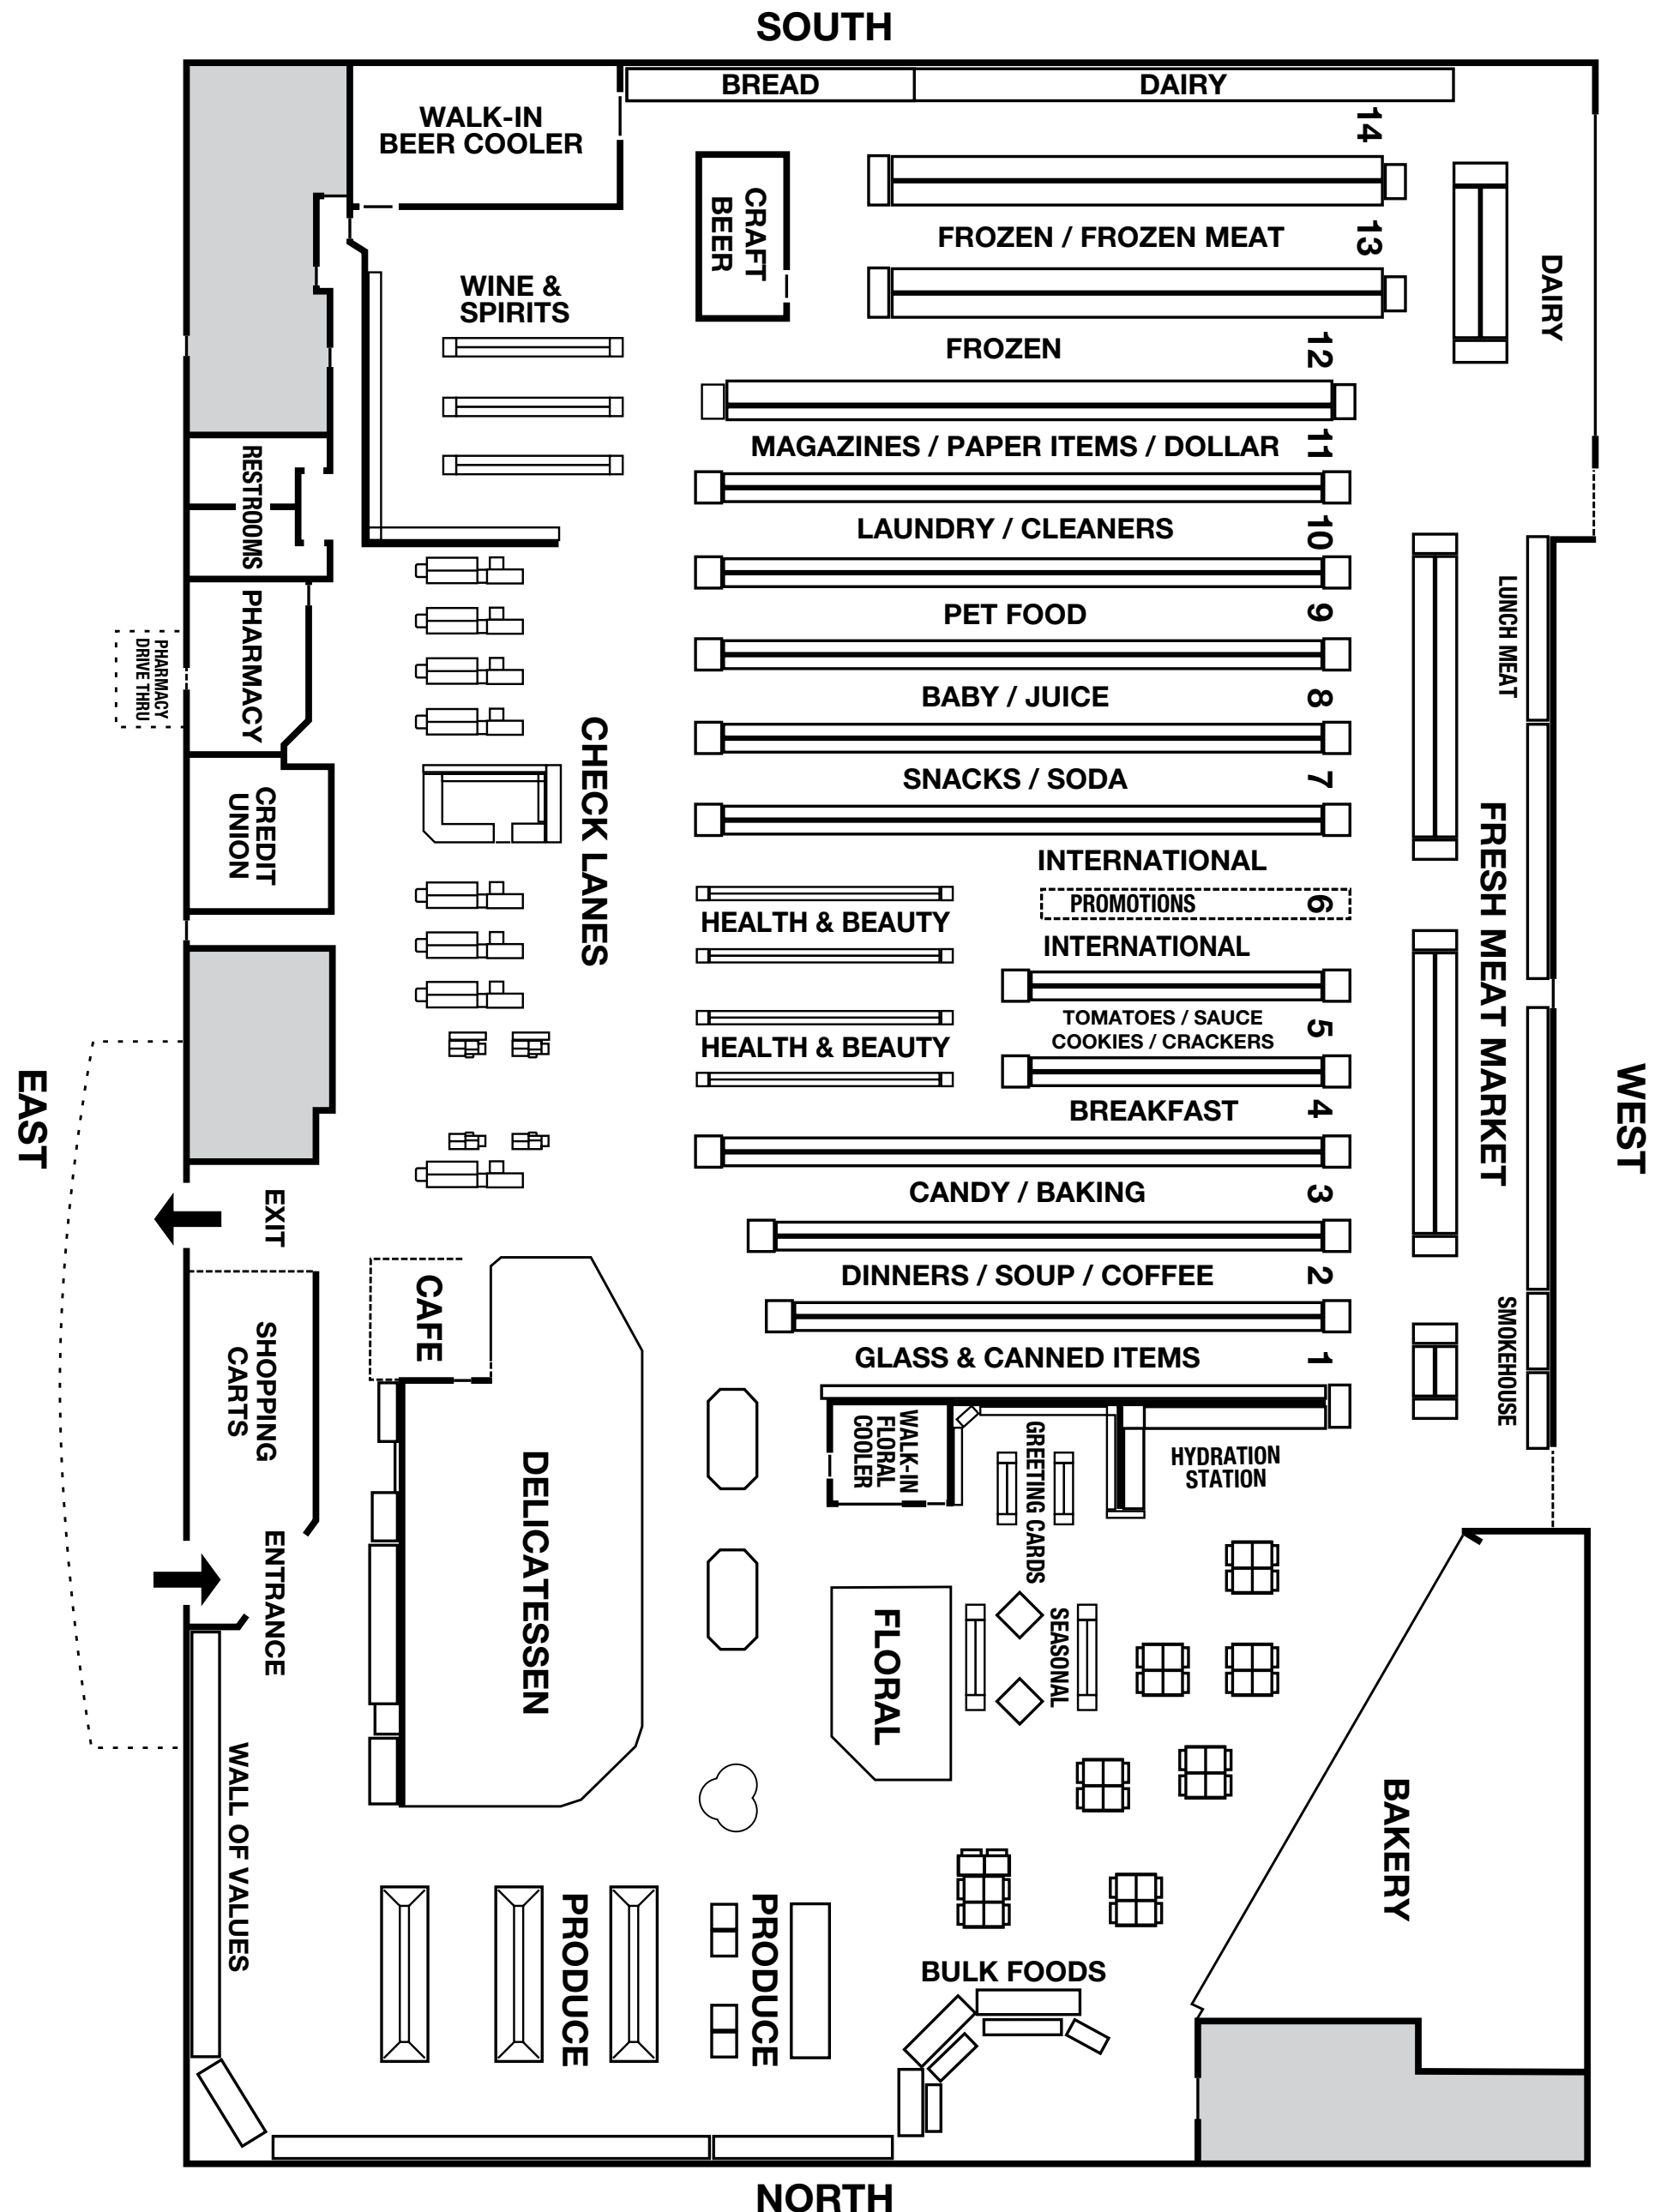 SOUTH
BREAD
DAIRY
WALK-IN
BEER COOLER
14
CRAFT
BEER
FROZEN / FROZEN MEAT
13
DAIRY
WINE &
SPIRITS
FROZEN
12
MAGAZINES / PAPER ITEMS / DOLLAR
11
RESTROOMS
LAUNDRY / CLEANERS
10
PET FOOD
9
LUNCH MEAT
PHARMACY
PHARMACY
DRIVE THRU
BABY / JUICE
8
CHECK LANES
SNACKS / SODA
7
CREDIT
UNION
FRESH MEAT MARKET
INTERNATIONAL
PROMOTIONS
6
HEALTH & BEAUTY
INTERNATIONAL
TOMATOES / SAUCE
COOKIES / CRACKERS
5
HEALTH & BEAUTY
EAST
WEST
BREAKFAST
4
CANDY / BAKING
3
EXIT
DINNERS / SOUP / COFFEE
2
CAFE
SMOKEHOUSE
SHOPPING
CARTS
GLASS & CANNED ITEMS
1
WALK-IN
FLORAL
COOLER
GREETING CARDS
HYDRATION
STATION
DELICATESSEN
ENTRANCE
FLORAL
SEASONAL
WALL OF VALUES
BAKERY
PRODUCE
PRODUCE
BULK FOODS
NORTH